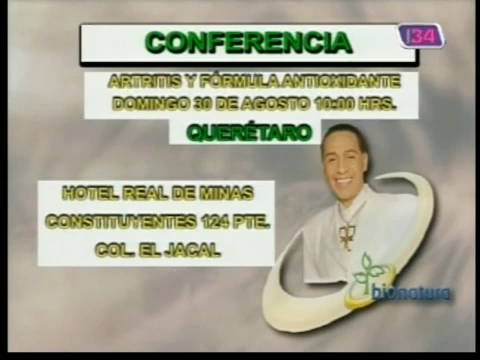 CONFERENCIA
134
ARTRITIS Y FÓRMULA ANTIOXIDANTE
DOMINGO 30 DE AGOSTO 10:00 HRS.
QUERÉTARO
HOTEL REAL DE MINAS
CONSTITUYENTES 124 PTE.
COL. EL JACAL
bionatura